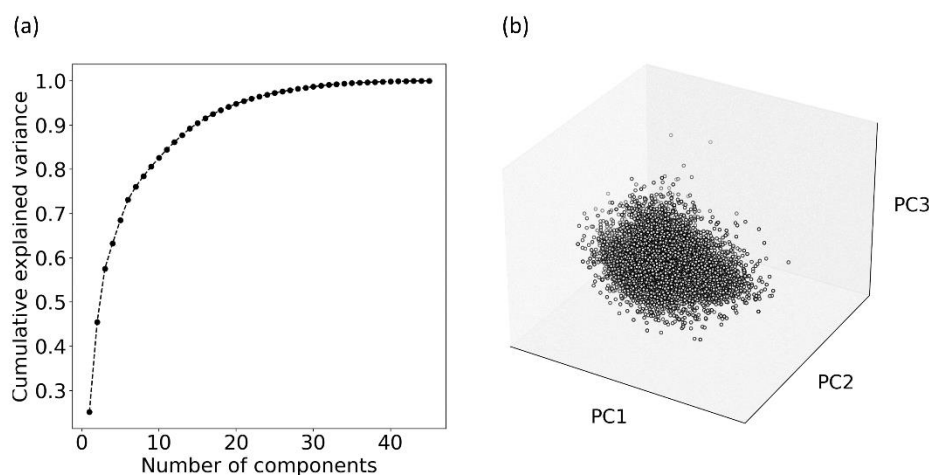 (a)
1.0
0.9
0.8
0.7
0.6
0.5
0.4
0.3
Cumulative explained variance
0 10 20 30 40
Number of components
(b)
PC3
PC2
PC1